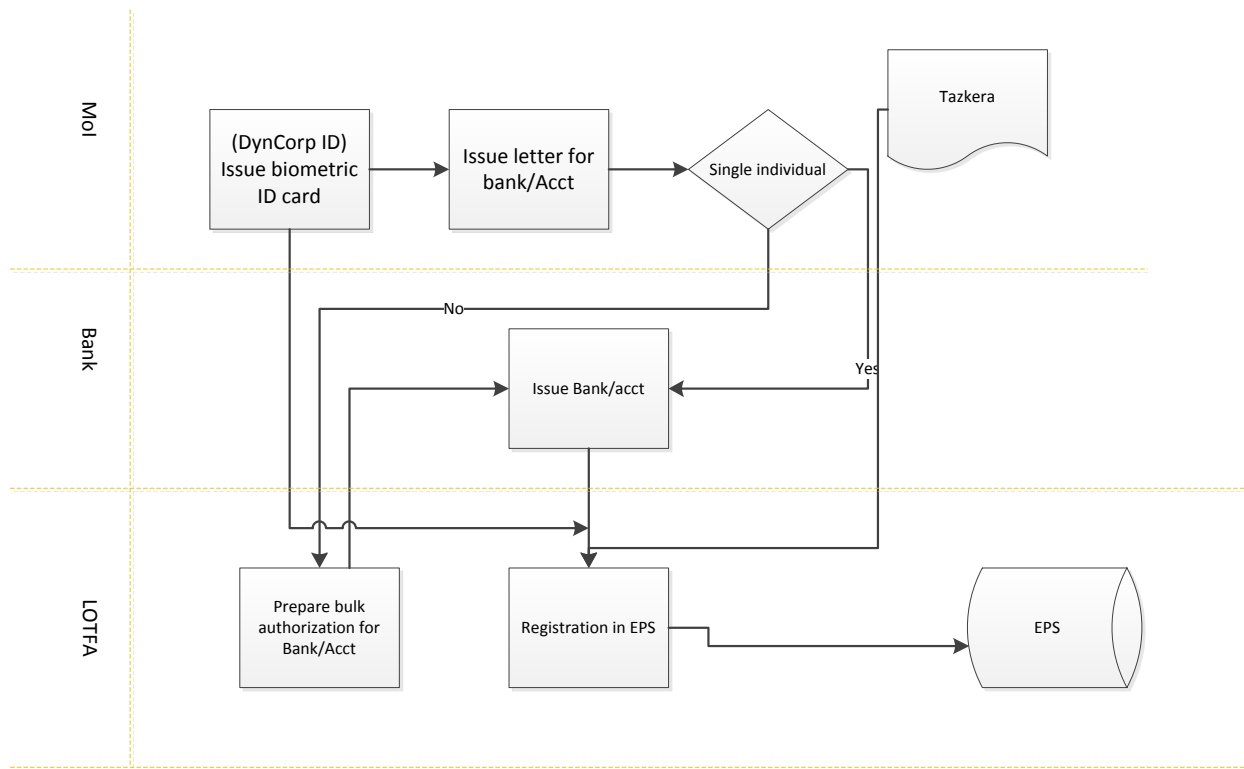 MoI
(DynCorp ID)
Issue biometric
ID card
Issue letter for
bank/Acct
Single individual
Tazkera
Bank
No
Issue Bank/acct
Yes
LOTFA
Prepare bulk
authorization for
Bank/Acct
Registration in EPS
EPS